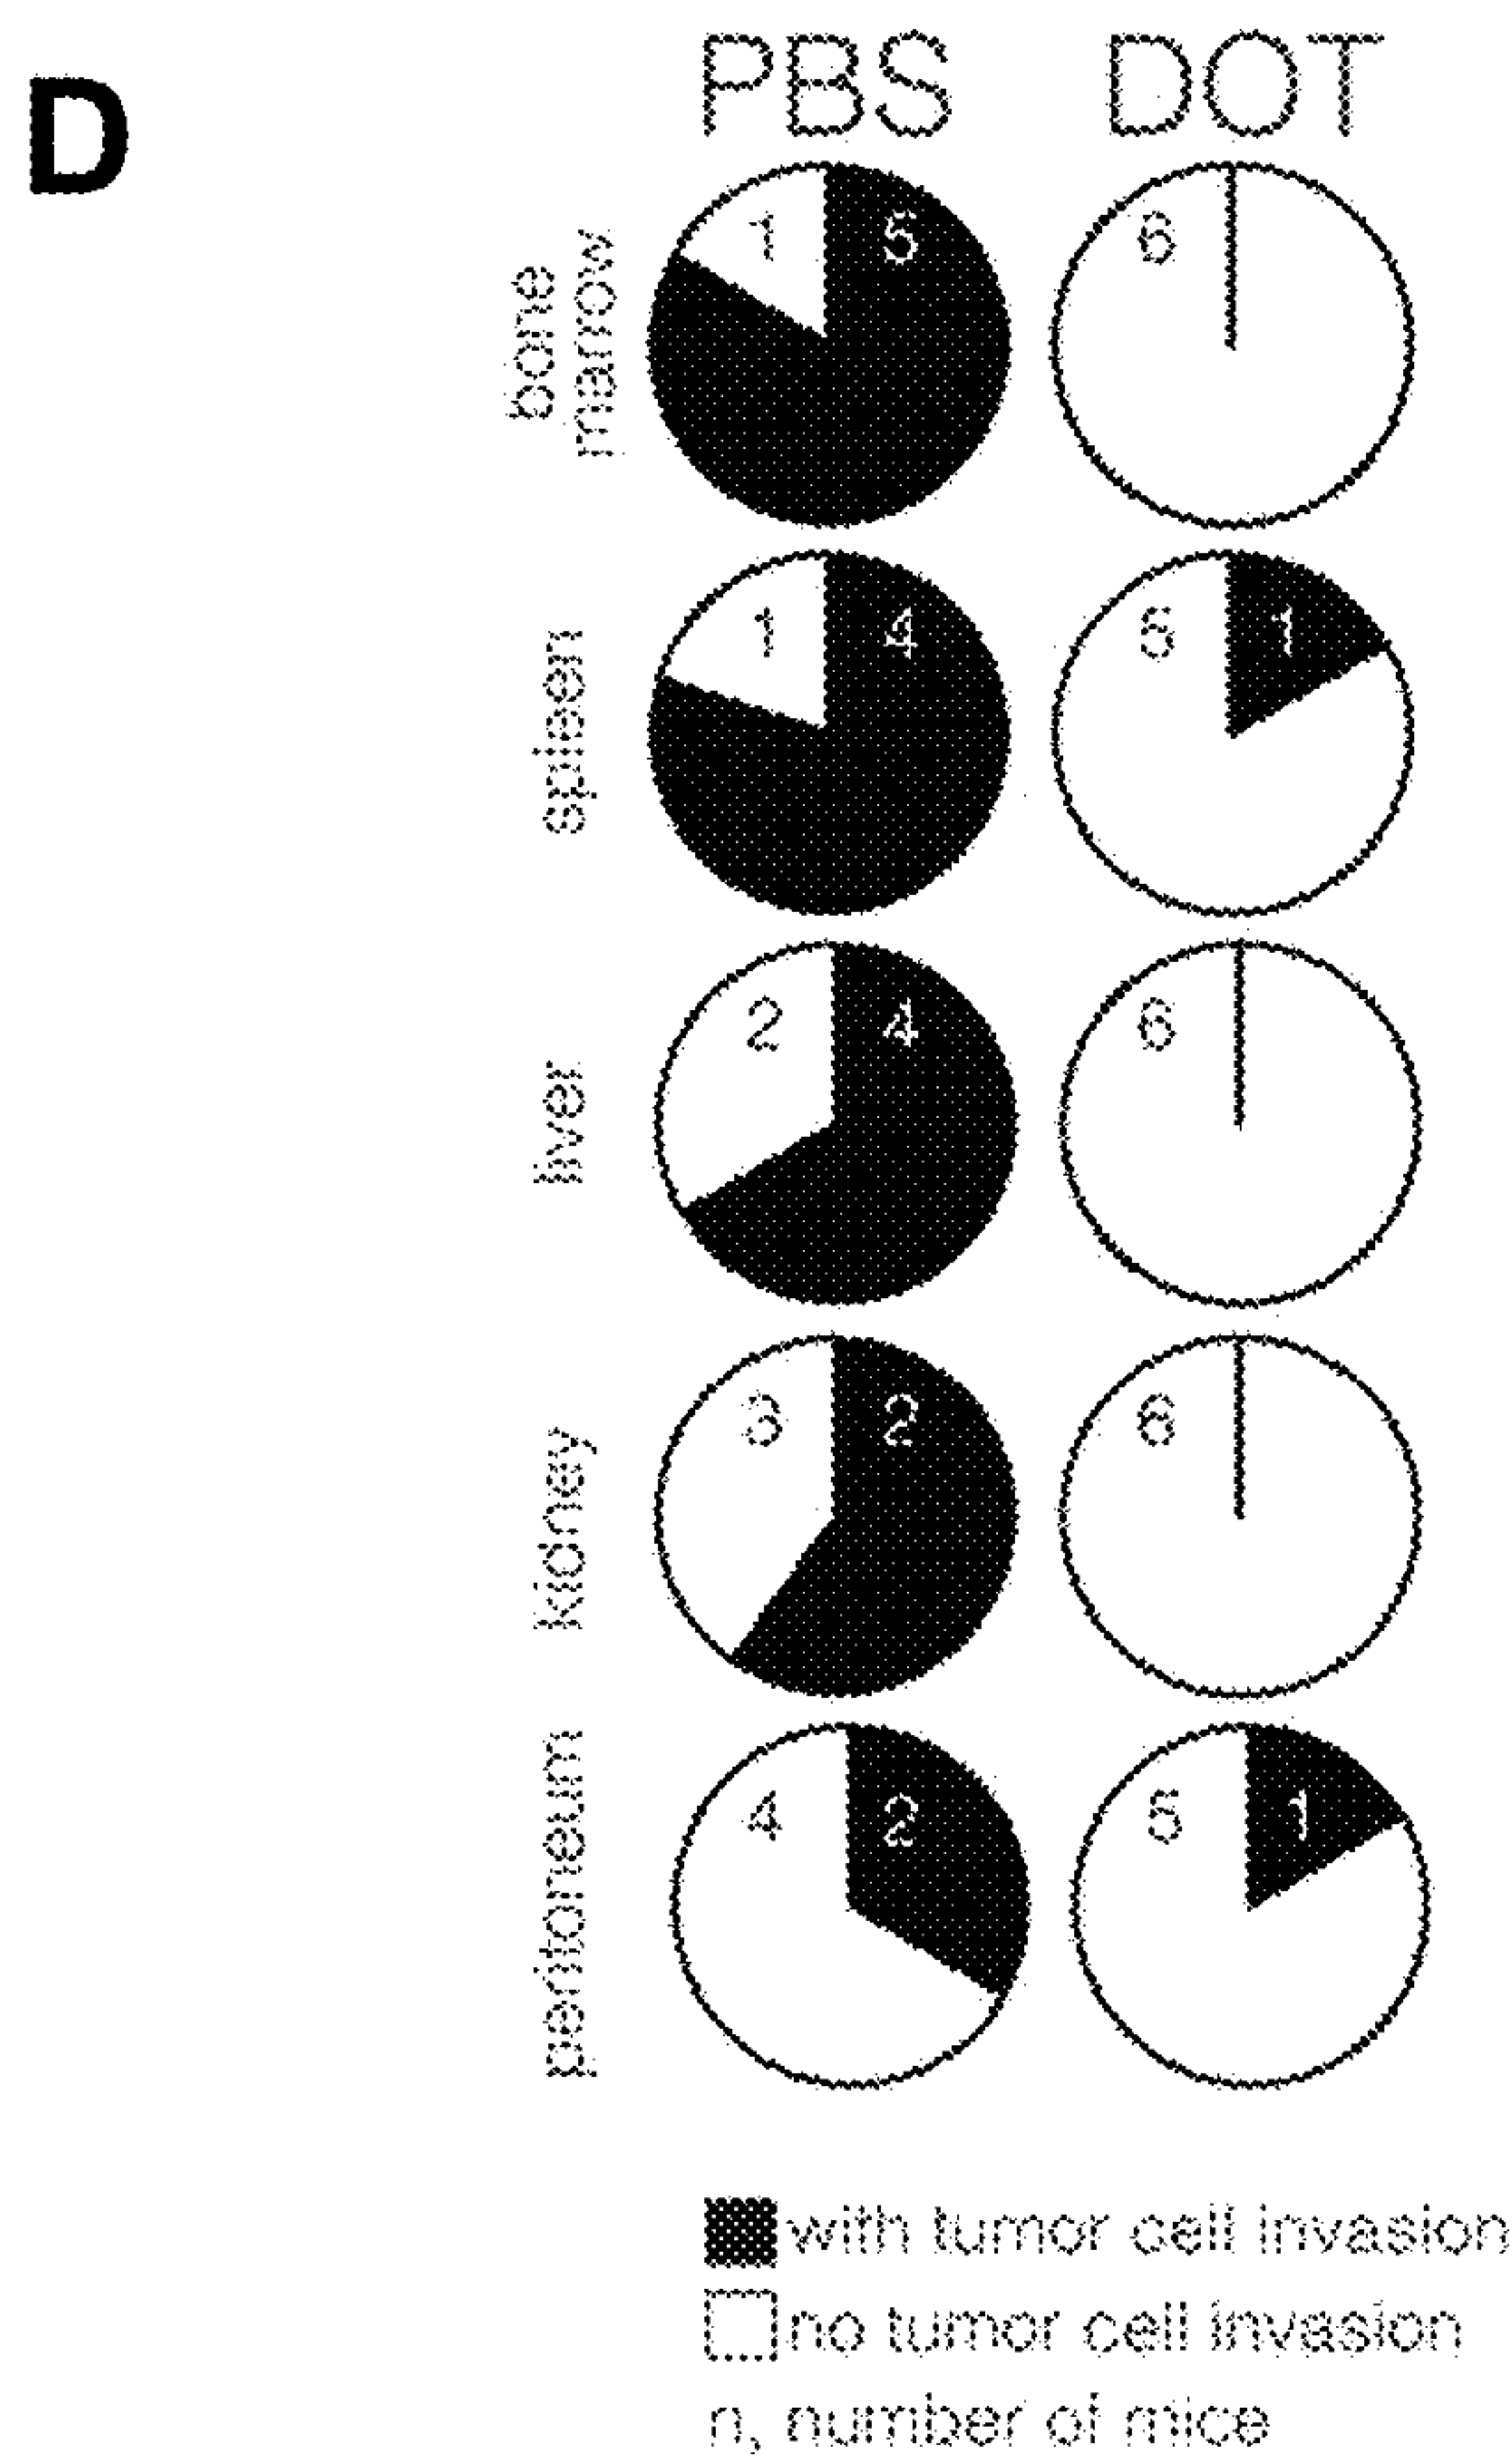 D
PBS DOT
bone
marrow
1 5 6
spleen
1 4 5 1
liver
2 4 6
kidney
3 2 6
peritoneum
4 2 5 1
with tumor cell invasion
no tumor cell invasion
n, number of mice